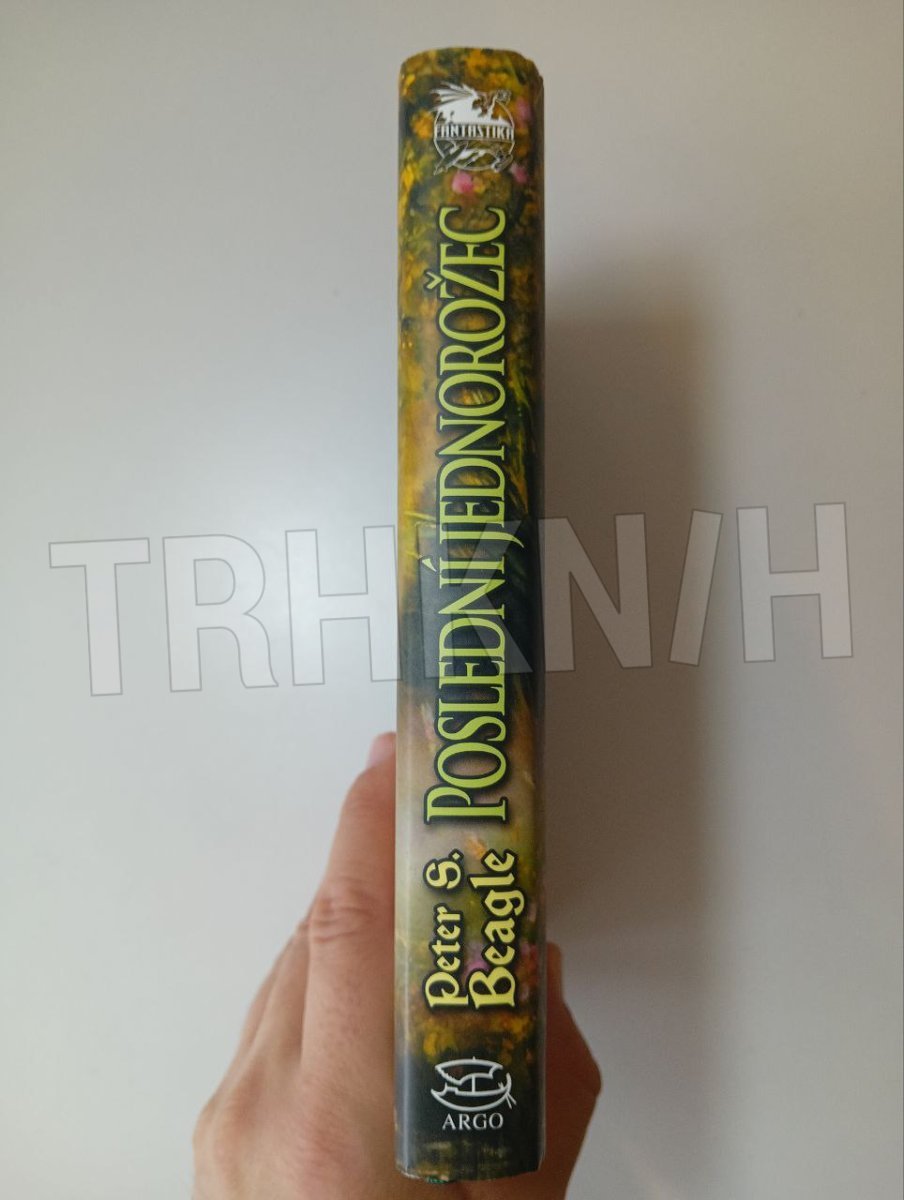 FANTASTIKA
POSLEDNÍ JEDNOROŽEC
Peter S.
Beagle
ARGO
TRHKNIH